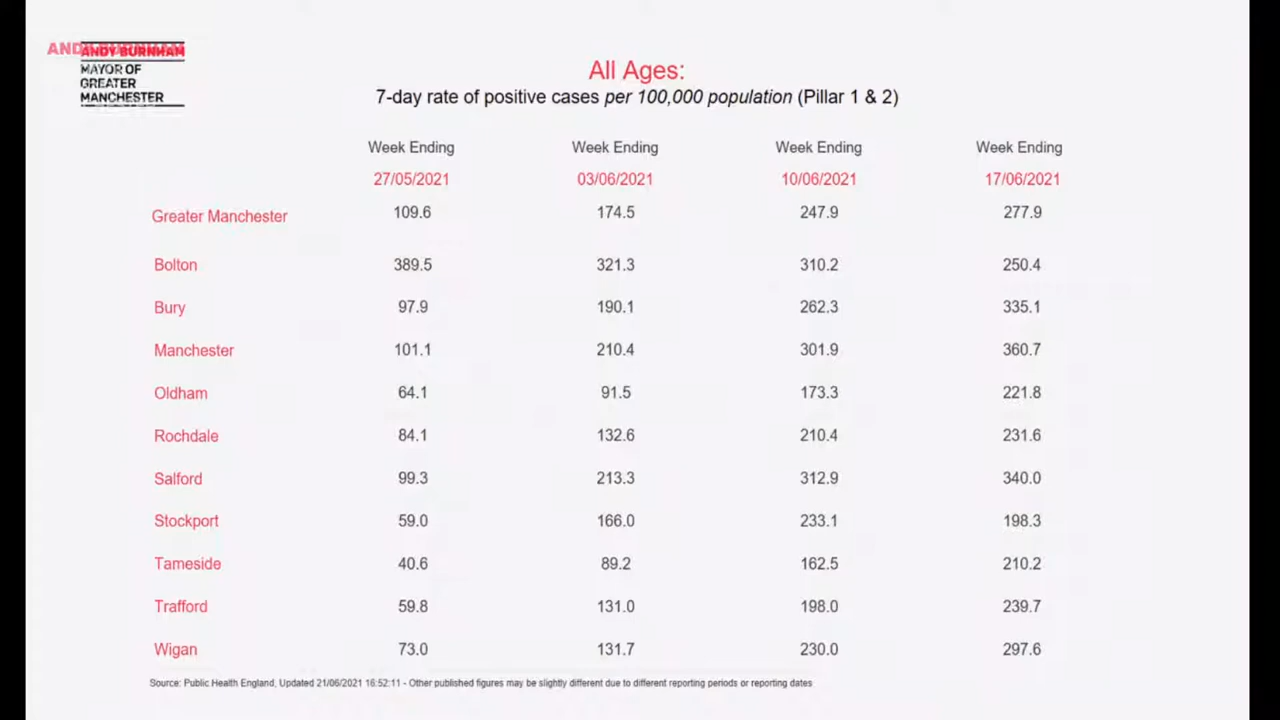 ANDY BURNHAM
ANDY BURNHAM
MAYOR OF
GREATER
MANCHESTER
All Ages:
7-day rate of positive cases per 100,000 population (Pillar 1 & 2)
Week Ending Week Ending Week Ending Week Ending
27/05/2021 03/06/2021 10/06/2021 17/06/2021
Greater Manchester 109.6 174.5 247.9 277.9
Bolton 389.5 321.3 310.2 250.4
Bury 97.9 190.1 262.3 335.1
Manchester 101.1 210.4 301.9 360.7
Oldham 64.1 91.5 173.3 221.8
Rochdale 84.1 132.6 210.4 231.6
Salford 99.3 213.3 312.9 340.0
Stockport 59.0 166.0 233.1 198.3
Tameside 40.6 89.2 162.5 210.2
Trafford 59.8 131.0 198.0 239.7
Wigan 73.0 131.7 230.0 297.6
Source: Public Health England, Updated 21/06/2021 16:52:11 - Other published figures may be slightly different due to different reporting periods or reporting dates